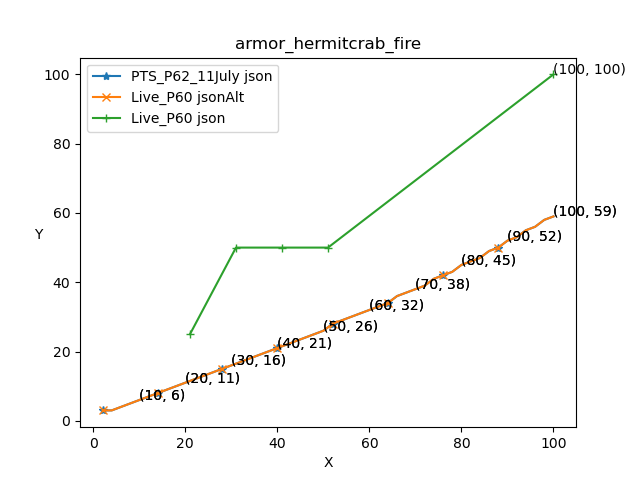 armor_hermitcrab_fire
PTS_P62_11July json
Live_P60 jsonAlt
Live_P60 json
Y
100
80
60
40
20
0
(100, 100)
(100, 59)
(90, 52)
(80, 45)
(70, 38)
(60, 32)
(50, 26)
(40, 21)
(30, 16)
(20, 11)
(10, 6)
0 20 40 60 80 100
X